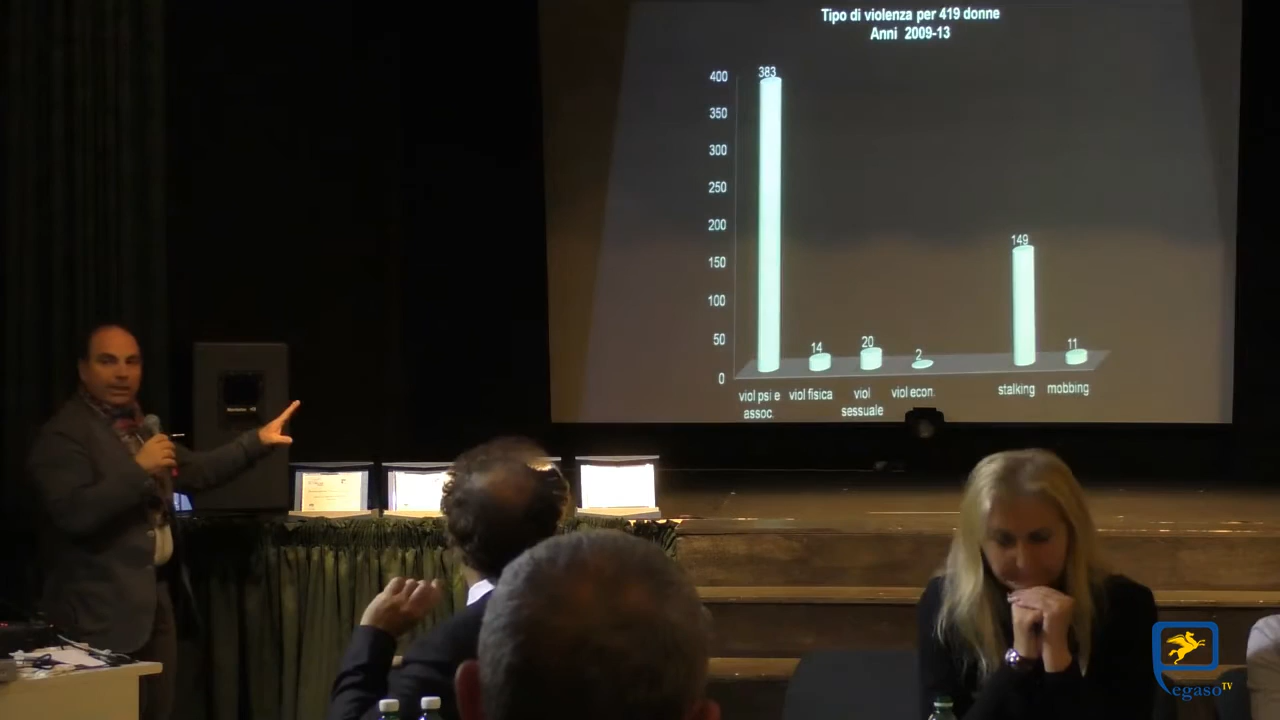 Tipo di violenza per 419 donne
Anni 2009-13
400
350
300
250
200
150
100
50
0
383
14
20
2
149
11
viol psi e
assoc.
viol fisica
viol
sessuale
viol econ.
stalking
mobbing
egaso TV